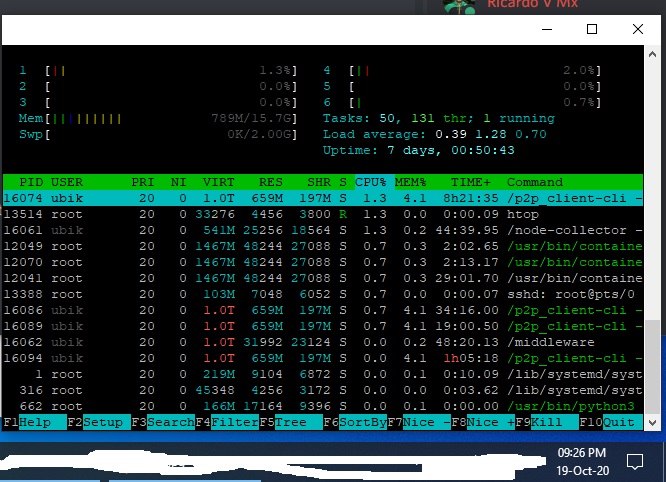 Ricardo V Mx
1 [|| 1.3%] 4 [|| 2.0%]
2 [ 0.0%] 5 [ 0.0%]
3 [ 0.0%] 6 [| 0.7%]
Mem[||||||||| 789M/15.7G] Tasks: 50, 131 thr; 1 running
Swp[ 0K/2.00G] Load average: 0.39 1.28 0.70
Uptime: 7 days, 00:50:43
PID USER PRI NI VIRT RES SHR S CPU% MEM% TIME+ Command
16074 ubik 20 0 1.0T 659M 197M S 1.3 4.1 8h21:35 /p2p_client-cli -
13514 root 20 0 33276 4456 3800 R 1.3 0.0 0:00.09 htop
16061 ubik 20 0 541M 25256 18564 S 1.3 0.2 44:39.95 /node-collector -
12049 root 20 0 1467M 48244 27088 S 0.7 0.3 2:02.65 /usr/bin/containe
12070 root 20 0 1467M 48244 27088 S 0.7 0.3 2:13.17 /usr/bin/containe
12041 root 20 0 1467M 48244 27088 S 0.7 0.3 29:01.70 /usr/bin/containe
13388 root 20 0 103M 7048 6052 S 0.7 0.0 0:00.07 sshd: root@pts/0
16086 ubik 20 0 1.0T 659M 197M S 0.7 4.1 34:16.00 /p2p_client-cli -
16089 ubik 20 0 1.0T 659M 197M S 0.7 4.1 19:00.50 /p2p_client-cli -
16062 ubik 20 0 1.0T 31992 23124 S 0.0 0.2 48:20.13 /middleware
16094 ubik 20 0 1.0T 659M 197M S 0.0 4.1 1h05:18 /p2p_client-cli -
1 root 20 0 219M 9104 6872 S 0.0 0.1 0:10.09 /lib/systemd/syst
316 root 20 0 45348 4256 3172 S 0.0 0.0 0:03.62 /lib/systemd/syst
662 root 20 0 166M 17164 9396 S 0.0 0.1 0:00.00 /usr/bin/python3
F1Help F2Setup F3SearchF4FilterF5Tree F6SortByF7Nice -F8Nice +F9Kill F10Quit
09:26 PM
19-Oct-20